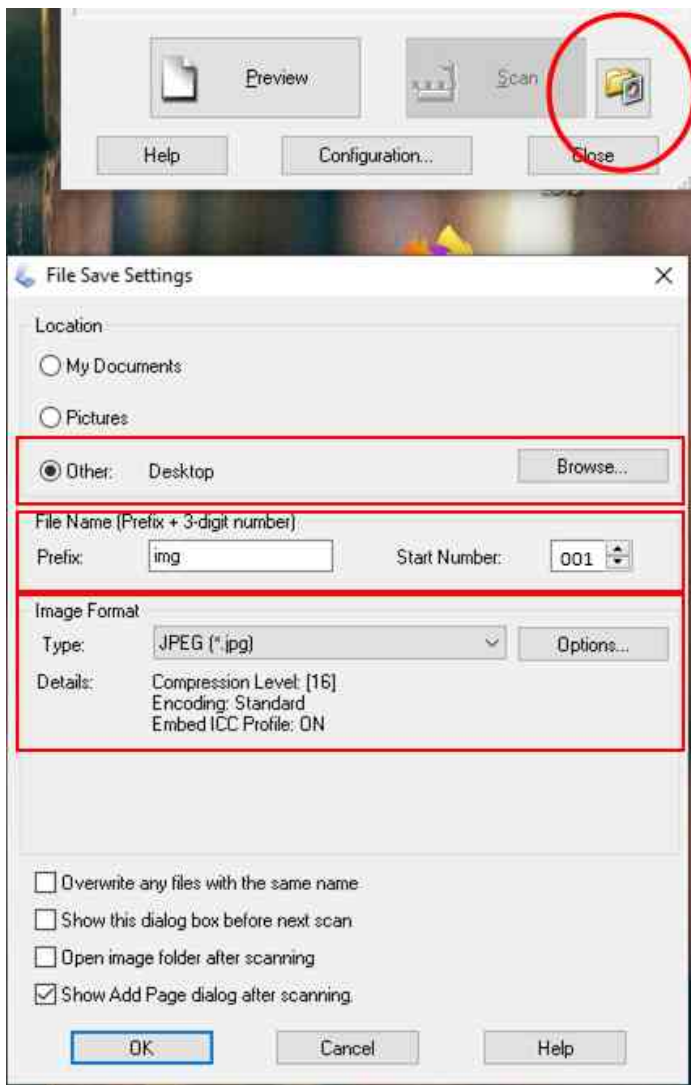 Preview
Scan
Help
Configuration...
Close
File Save Settings
Location
My Documents
Pictures
Other: Desktop Browse...
File Name (Prefix + 3-digit number)
Prefix: img Start Number: 001
Image Format
Type: JPEG (*.jpg) Options...
Details: Compression Level: [16]
Encoding: Standard
Embed ICC Profile: ON
Overwrite any files with the same name
Show this dialog box before next scan
Open image folder after scanning
Show Add Page dialog after scanning.
OK Cancel Help